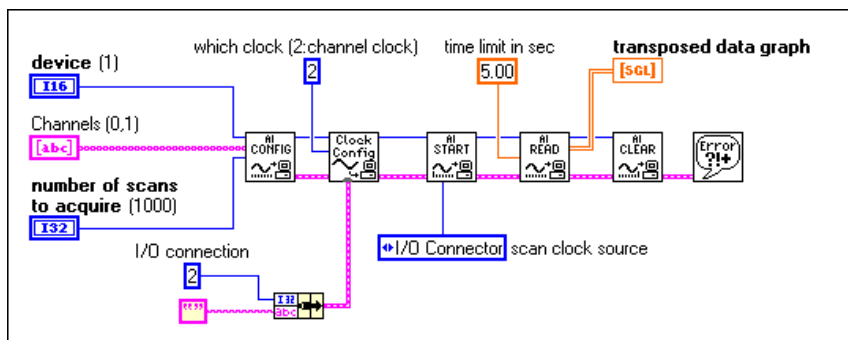 which clock (2:channel clock)
time limit in sec
transposed data graph
device (1)
2
5.00
[SGL]
I16
Channels (0,1)
[abc]
AI
CONFIG
Clock
Config
AI
START
AI
READ
AI
CLEAR
Error
?!+
number of scans
to acquire (1000)
I32
I/O Connector scan clock source
I/O connection
2
I32
abc
""